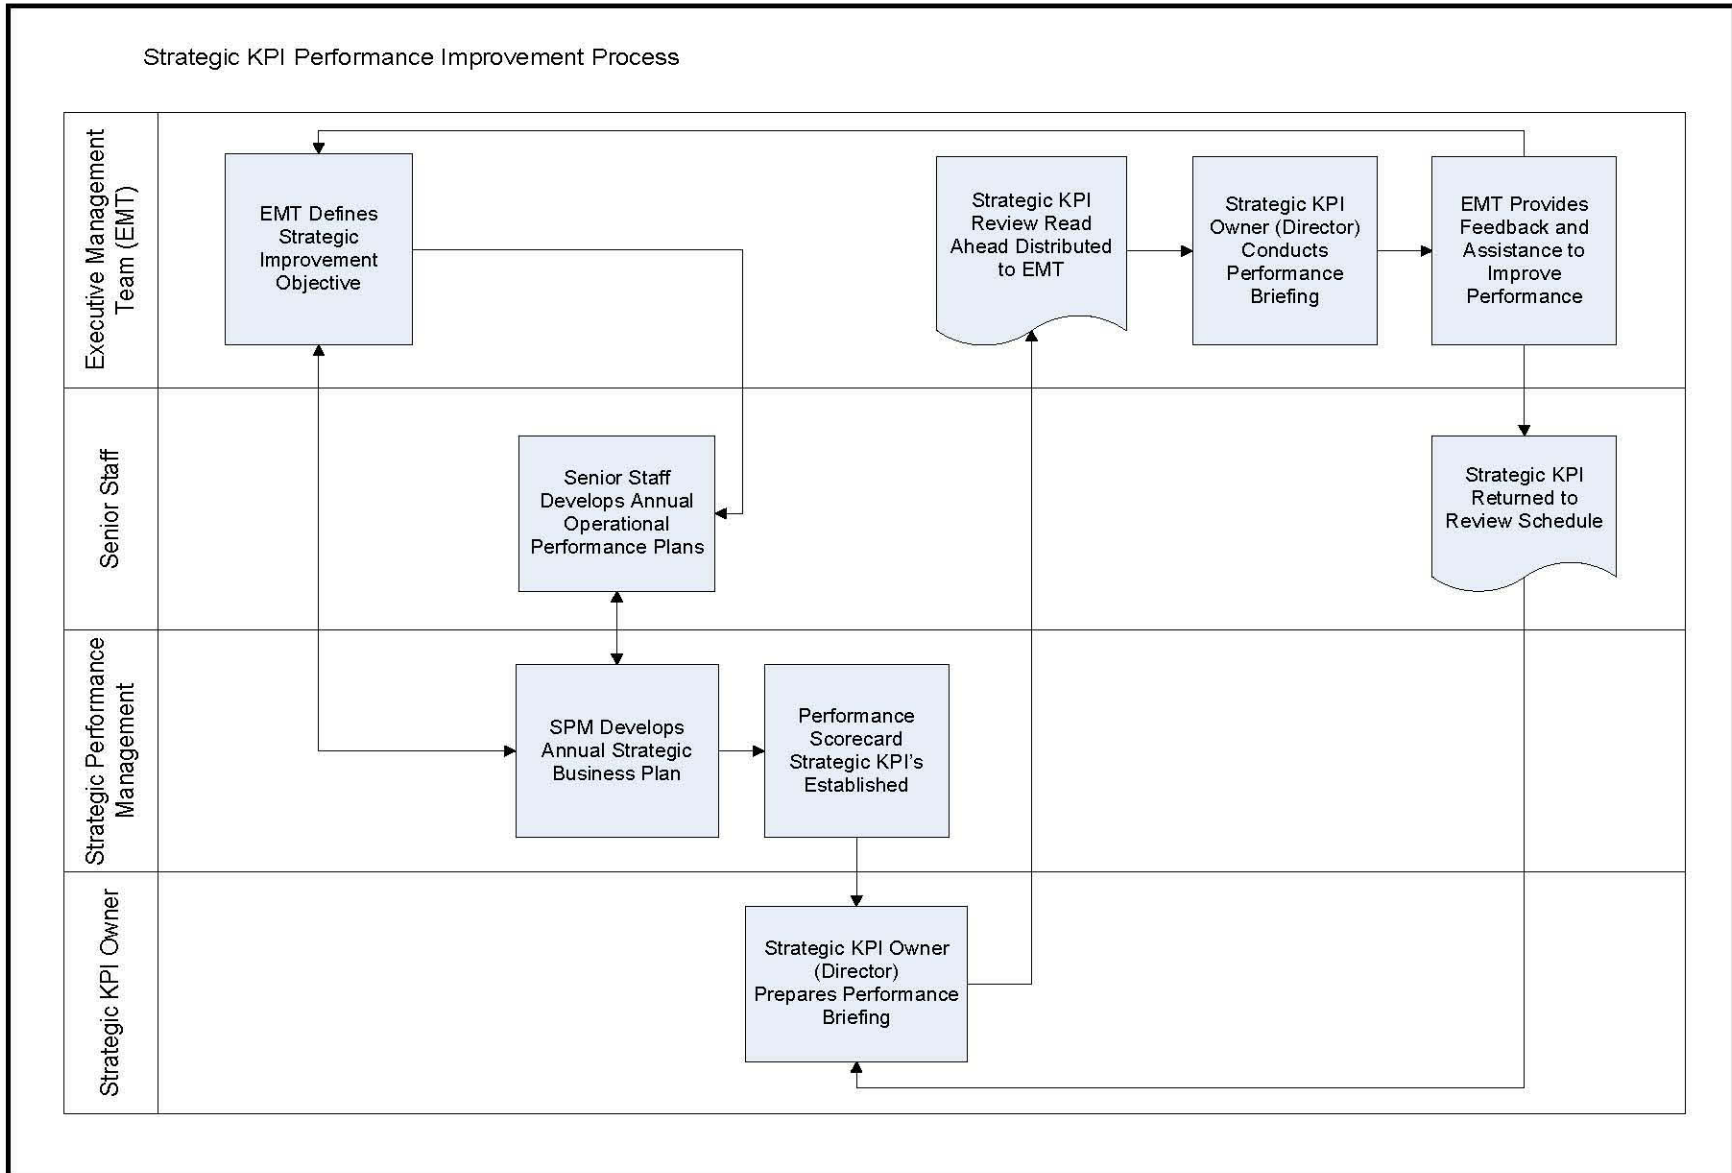 Strategic KPI Performance Improvement Process
Executive Management
Team (EMT)
EMT Defines
Strategic
Improvement
Objective
Strategic KPI
Review Read
Ahead Distributed
to EMT
Strategic KPI
Owner (Director)
Conducts
Performance
Briefing
EMT Provides
Feedback and
Assistance to
Improve
Performance
Senior Staff
Senior Staff
Develops Annual
Operational
Performance Plans
Strategic KPI
Returned to
Review Schedule
Strategic Performance
Management
SPM Develops
Annual Strategic
Business Plan
Performance
Scorecard
Strategic KPI's
Established
Strategic KPI Owner
Strategic KPI Owner
(Director)
Prepares Performance
Briefing